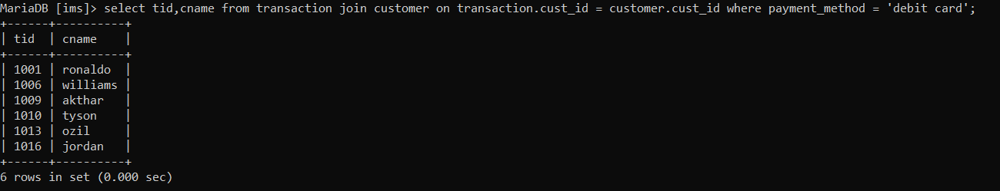 MariaDB [ims]> select tid,cname from transaction join customer on transaction.cust_id = customer.cust_id where payment_method = 'debit card';
+------+----------+
| tid  | cname    |
+------+----------+
| 1001 | ronaldo  |
| 1006 | williams |
| 1009 | akthar   |
| 1010 | tyson    |
| 1013 | ozil     |
| 1016 | jordan   |
+------+----------+
6 rows in set (0.000 sec)